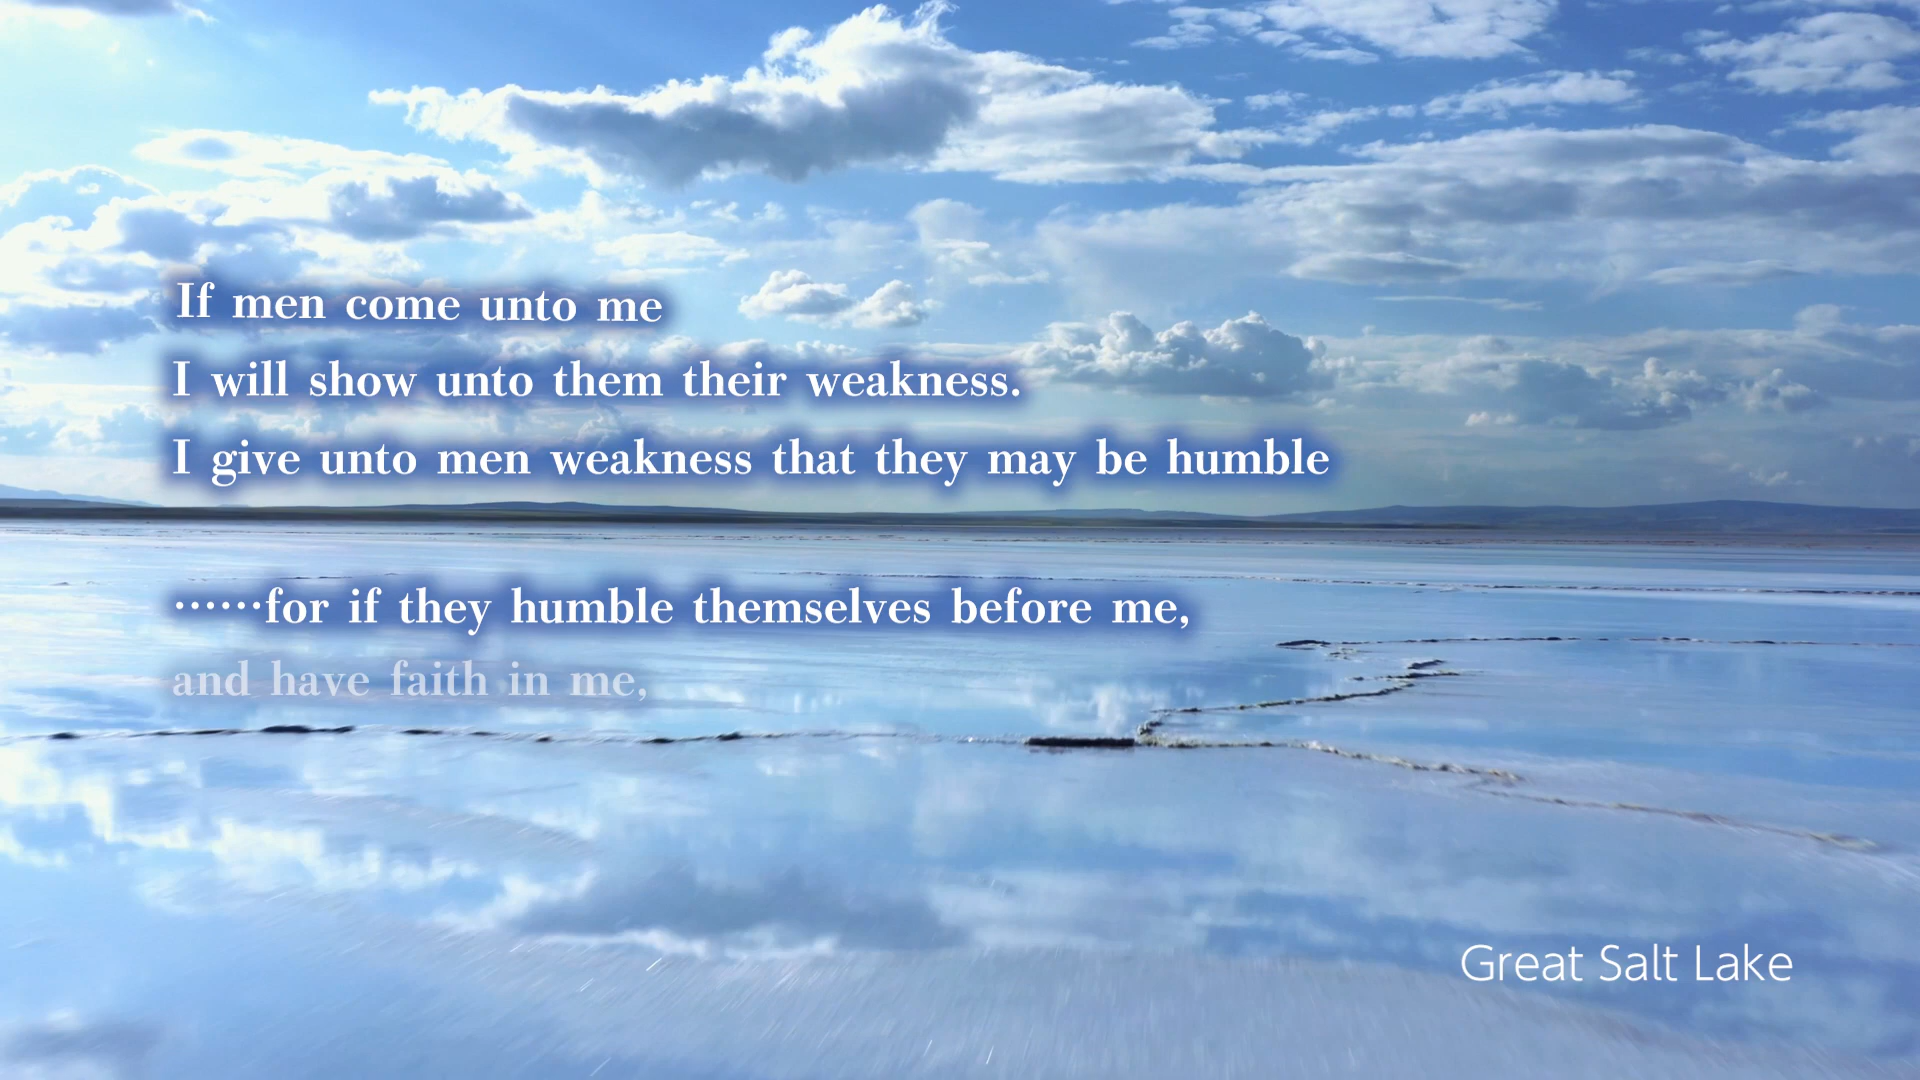 If men come unto me
I will show unto them their weakness.
I give unto men weakness that they may be humble
······for if they humble themselves before me,
and have faith in me,
Great Salt Lake